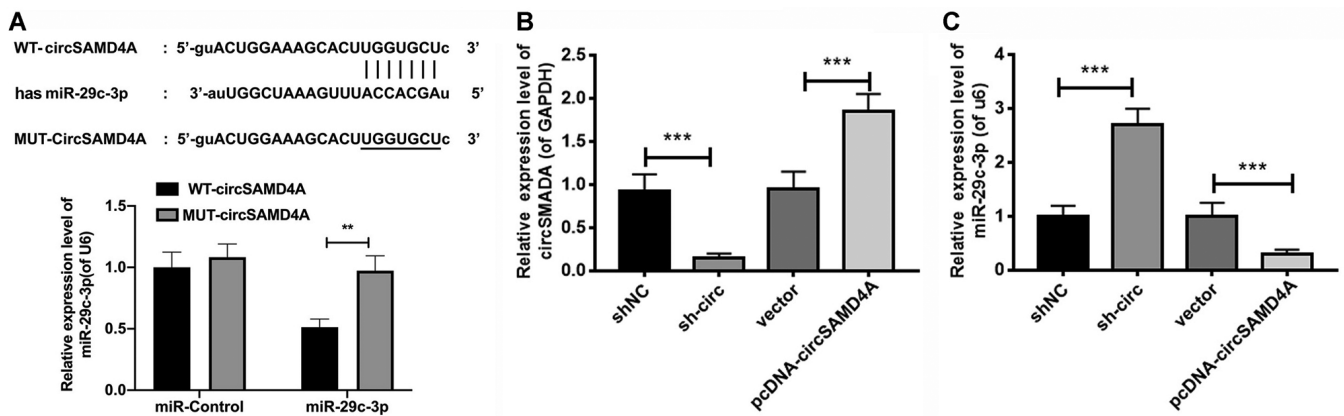 A
WT-circSAMD4A : 5’-guACUGGAAAGCACUUGGUGCUc 3’
has miR-29c-3p : 3’-auUGGCUAAAGUUUACCACGAu 5’
MUT-CircSAMD4A : 5’-guACUGGAAAGCACUUGGUGCUc 3’
WT-circSAMD4A
MUT-circSAMD4A
Relative expression level of
miR-29c-3p(of U6)
1.5
1.0
0.5
0.0
**
miR-Control
miR-29c-3p
B
Relative expression level of
circSMADA (of GAPDH)
2.5
2.0
1.5
1.0
0.5
0.0
***
***
shNC
sh-circ
vector
pcDNA-circSAMD4A
C
Relative expression level of
miR-29c-3p (of u6)
4
3
2
1
0
***
***
shNC
sh-circ
vector
pcDNA-circSAMD4A